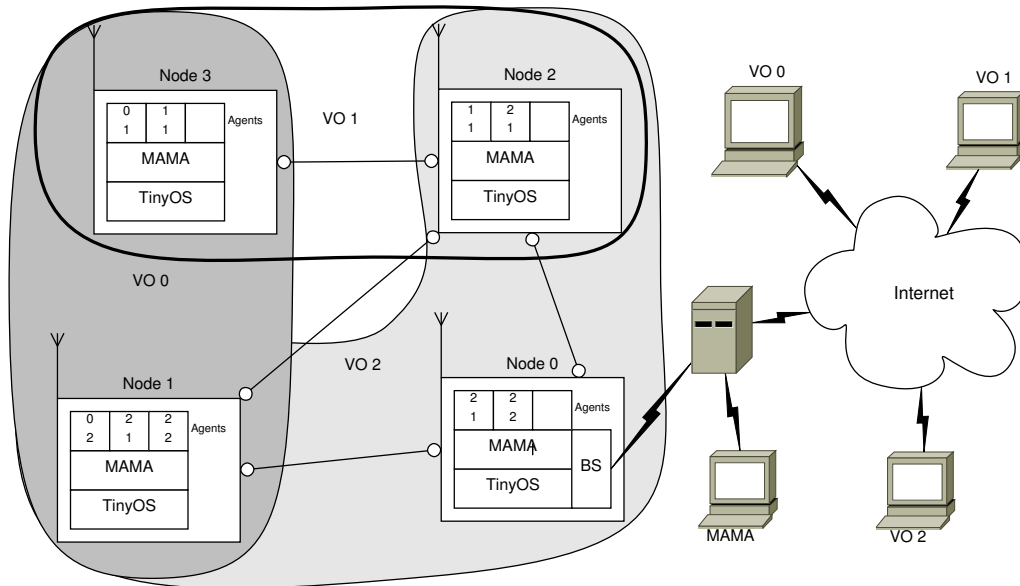 Node 3
0 1
1 1
Agents
MAMA
TinyOS
VO 1
Node 2
1 2
1 1
Agents
MAMA
TinyOS
VO 0
VO 1
VO 0
VO 2
Internet
Node 1
0 2 2
2 1 2
Agents
MAMA
TinyOS
Node 0
2 2
1 2
Agents
MAMA
TinyOS
BS
MAMA
VO 2